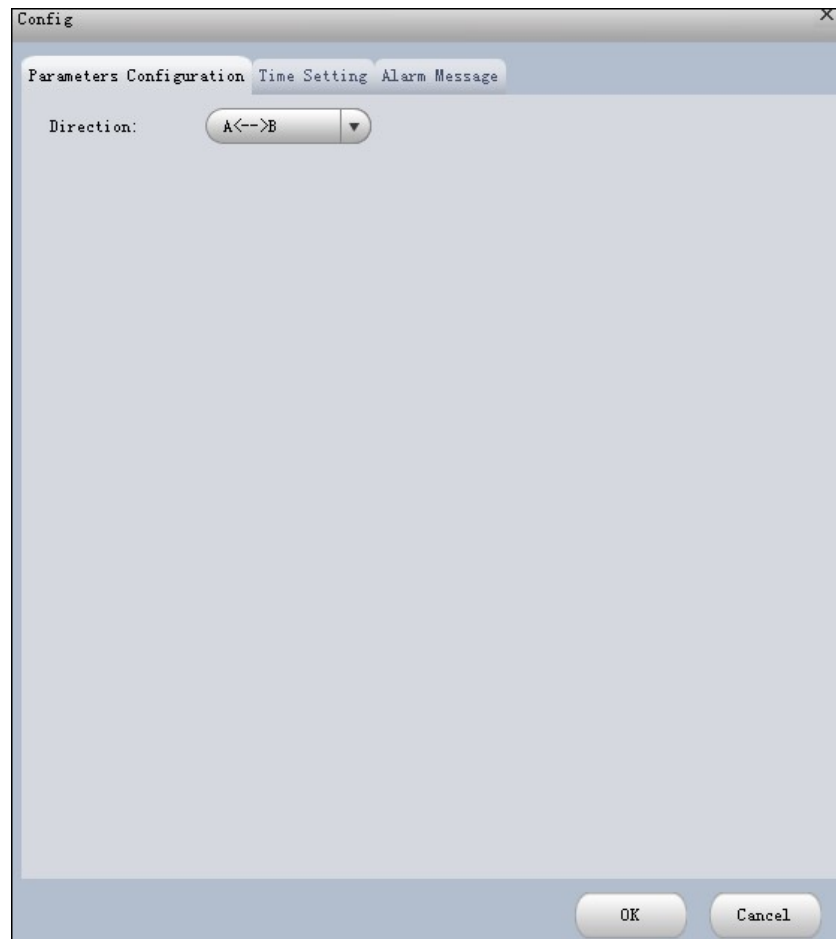 Config
Parameters Configuration Time Setting Alarm Message
Direction: A<-->B
OK Cancel